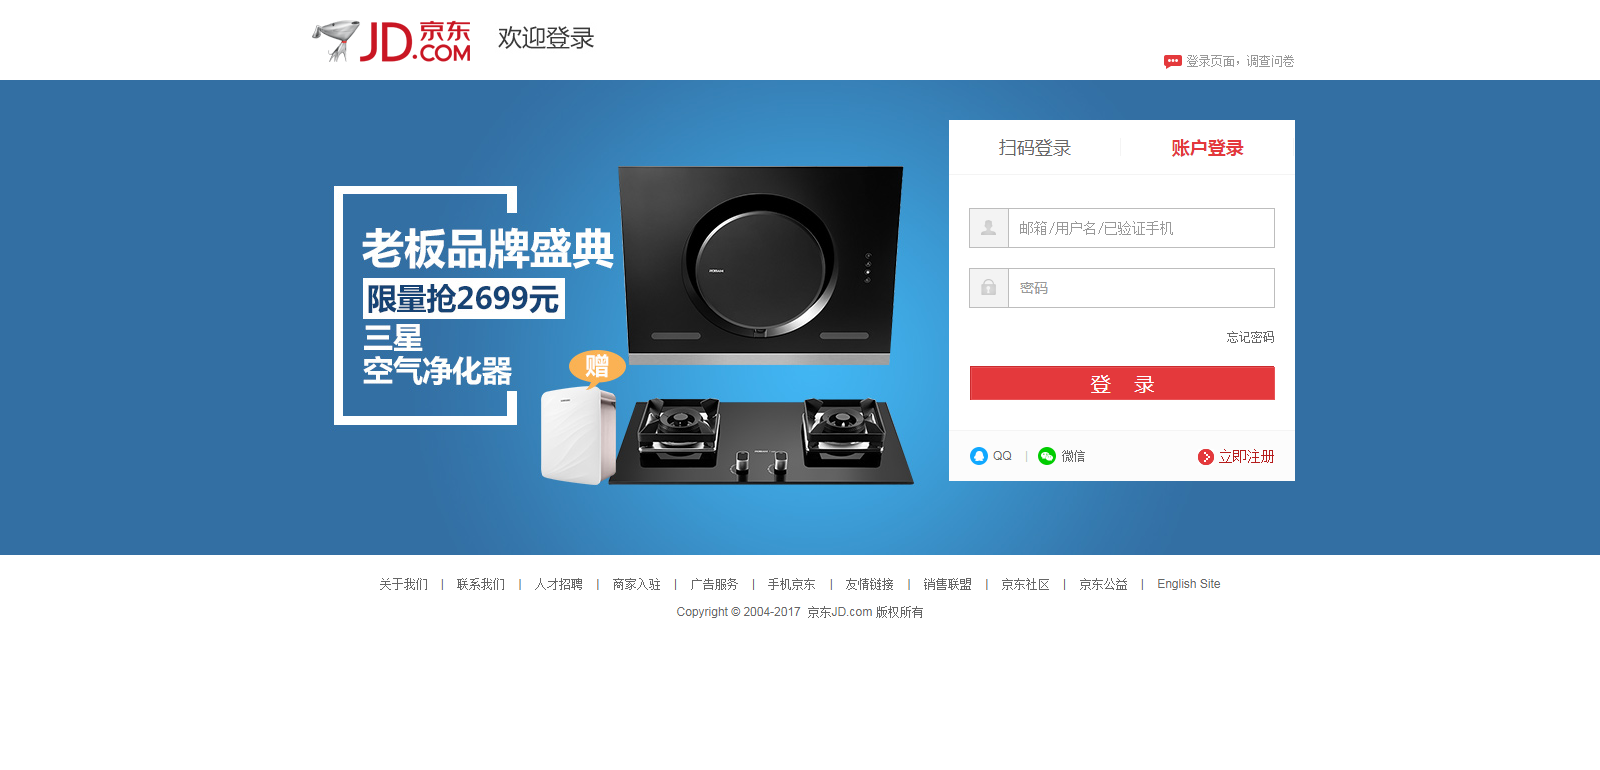 JD.COM 京东
欢迎登录
登录页面，调查问卷
扫码登录
账户登录
老板品牌盛典
限量抢2699元
三星
空气净化器
赠
邮箱/用户名/已验证手机
密码
忘记密码
登 录
QQ | 微信
立即注册
关于我们 | 联系我们 | 人才招聘 | 商家入驻 | 广告服务 | 手机京东 | 友情链接 | 销售联盟 | 京东社区 | 京东公益 | English Site
Copyright © 2004-2017 京东JD.com 版权所有